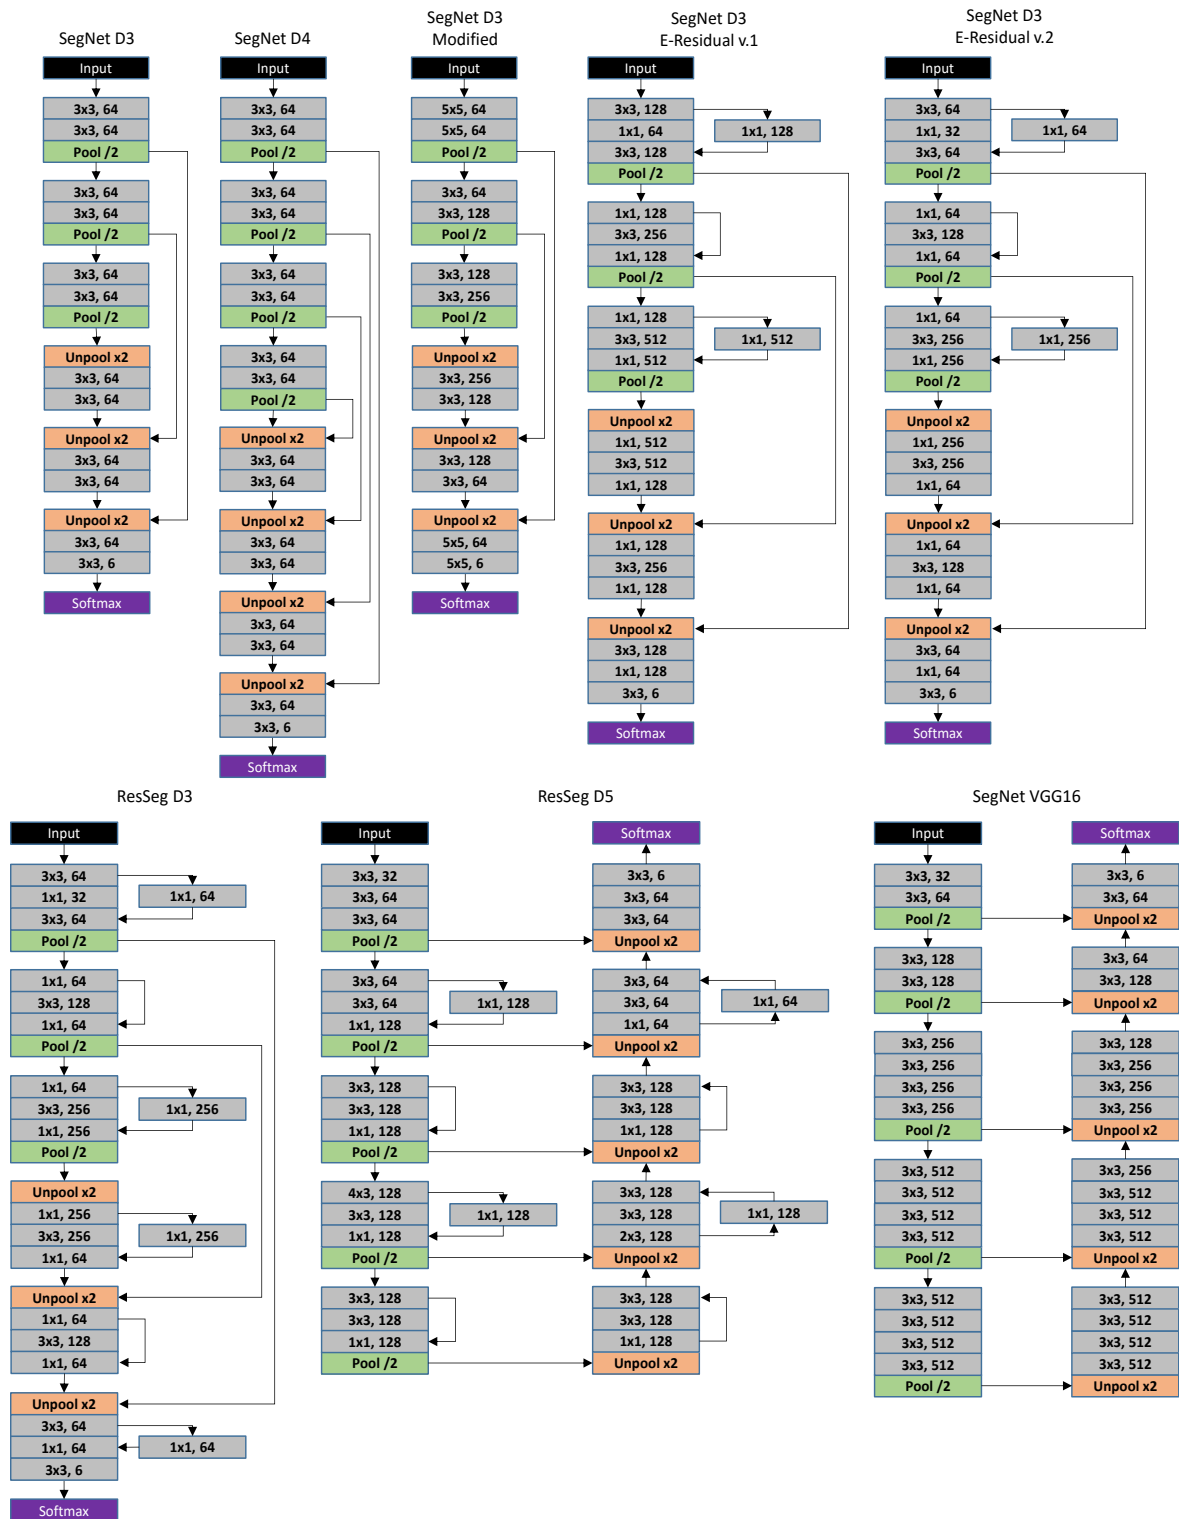 SegNet D3
Input
3x3, 64
3x3, 64
Pool /2
3x3, 64
3x3, 64
Pool /2
3x3, 64
3x3, 64
Pool /2
Unpool x2
3x3, 64
3x3, 64
Unpool x2
3x3, 64
3x3, 64
Unpool x2
3x3, 64
3x3, 6
Softmax
SegNet D4
Input
3x3, 64
3x3, 64
Pool /2
3x3, 64
3x3, 64
Pool /2
3x3, 64
3x3, 64
Pool /2
3x3, 64
3x3, 64
Pool /2
Unpool x2
3x3, 64
3x3, 64
Unpool x2
3x3, 64
3x3, 64
Unpool x2
3x3, 64
3x3, 64
Unpool x2
3x3, 64
3x3, 6
Softmax
SegNet D3
Modified
Input
5x5, 64
5x5, 64
Pool /2
3x3, 64
3x3, 128
Pool /2
3x3, 128
3x3, 256
Pool /2
Unpool x2
3x3, 256
3x3, 128
Unpool x2
3x3, 128
3x3, 64
Unpool x2
5x5, 64
5x5, 6
Softmax
SegNet D3
E-Residual v.1
Input
3x3, 128
1x1, 64
1x1, 128
3x3, 128
Pool /2
1x1, 128
3x3, 256
1x1, 128
Pool /2
1x1, 128
3x3, 512
1x1, 512
1x1, 512
Pool /2
Unpool x2
1x1, 512
3x3, 512
1x1, 128
Unpool x2
1x1, 128
3x3, 256
1x1, 128
Unpool x2
3x3, 128
1x1, 128
3x3, 6
Softmax
SegNet D3
E-Residual v.2
Input
3x3, 64
1x1, 32
1x1, 64
3x3, 64
Pool /2
1x1, 64
3x3, 128
1x1, 64
Pool /2
1x1, 64
3x3, 256
1x1, 256
1x1, 256
Pool /2
Unpool x2
1x1, 256
3x3, 256
1x1, 64
Unpool x2
1x1, 64
3x3, 128
1x1, 64
Unpool x2
3x3, 64
1x1, 64
3x3, 6
Softmax
ResSeg D3
Input
3x3, 64
1x1, 32
1x1, 64
3x3, 64
Pool /2
1x1, 64
3x3, 128
1x1, 64
Pool /2
1x1, 64
3x3, 256
1x1, 256
1x1, 256
Pool /2
Unpool x2
1x1, 256
3x3, 256
1x1, 256
1x1, 64
Unpool x2
1x1, 64
3x3, 128
1x1, 64
Unpool x2
3x3, 64
1x1, 64
1x1, 64
3x3, 6
Softmax
ResSeg D5
Input
3x3, 32
3x3, 64
3x3, 64
Pool /2
3x3, 64
3x3, 64
1x1, 128
1x1, 128
Pool /2
3x3, 128
3x3, 128
1x1, 128
Pool /2
4x3, 128
3x3, 128
1x1, 128
1x1, 128
Pool /2
3x3, 128
3x3, 128
1x1, 128
Pool /2
Softmax
3x3, 6
3x3, 64
3x3, 64
Unpool x2
3x3, 64
3x3, 64
1x1, 64
1x1, 64
Unpool x2
3x3, 128
3x3, 128
1x1, 128
Unpool x2
3x3, 128
3x3, 128
1x1, 128
2x3, 128
Unpool x2
3x3, 128
3x3, 128
1x1, 128
Unpool x2
SegNet VGG16
Input
3x3, 32
3x3, 64
Pool /2
3x3, 128
3x3, 128
Pool /2
3x3, 256
3x3, 256
3x3, 256
3x3, 256
Pool /2
3x3, 512
3x3, 512
3x3, 512
3x3, 512
Pool /2
3x3, 512
3x3, 512
3x3, 512
3x3, 512
Pool /2
Softmax
3x3, 6
3x3, 64
Unpool x2
3x3, 64
3x3, 128
Unpool x2
3x3, 128
3x3, 256
3x3, 256
3x3, 256
Unpool x2
3x3, 256
3x3, 512
3x3, 512
3x3, 512
Unpool x2
3x3, 512
3x3, 512
3x3, 512
3x3, 512
Unpool x2